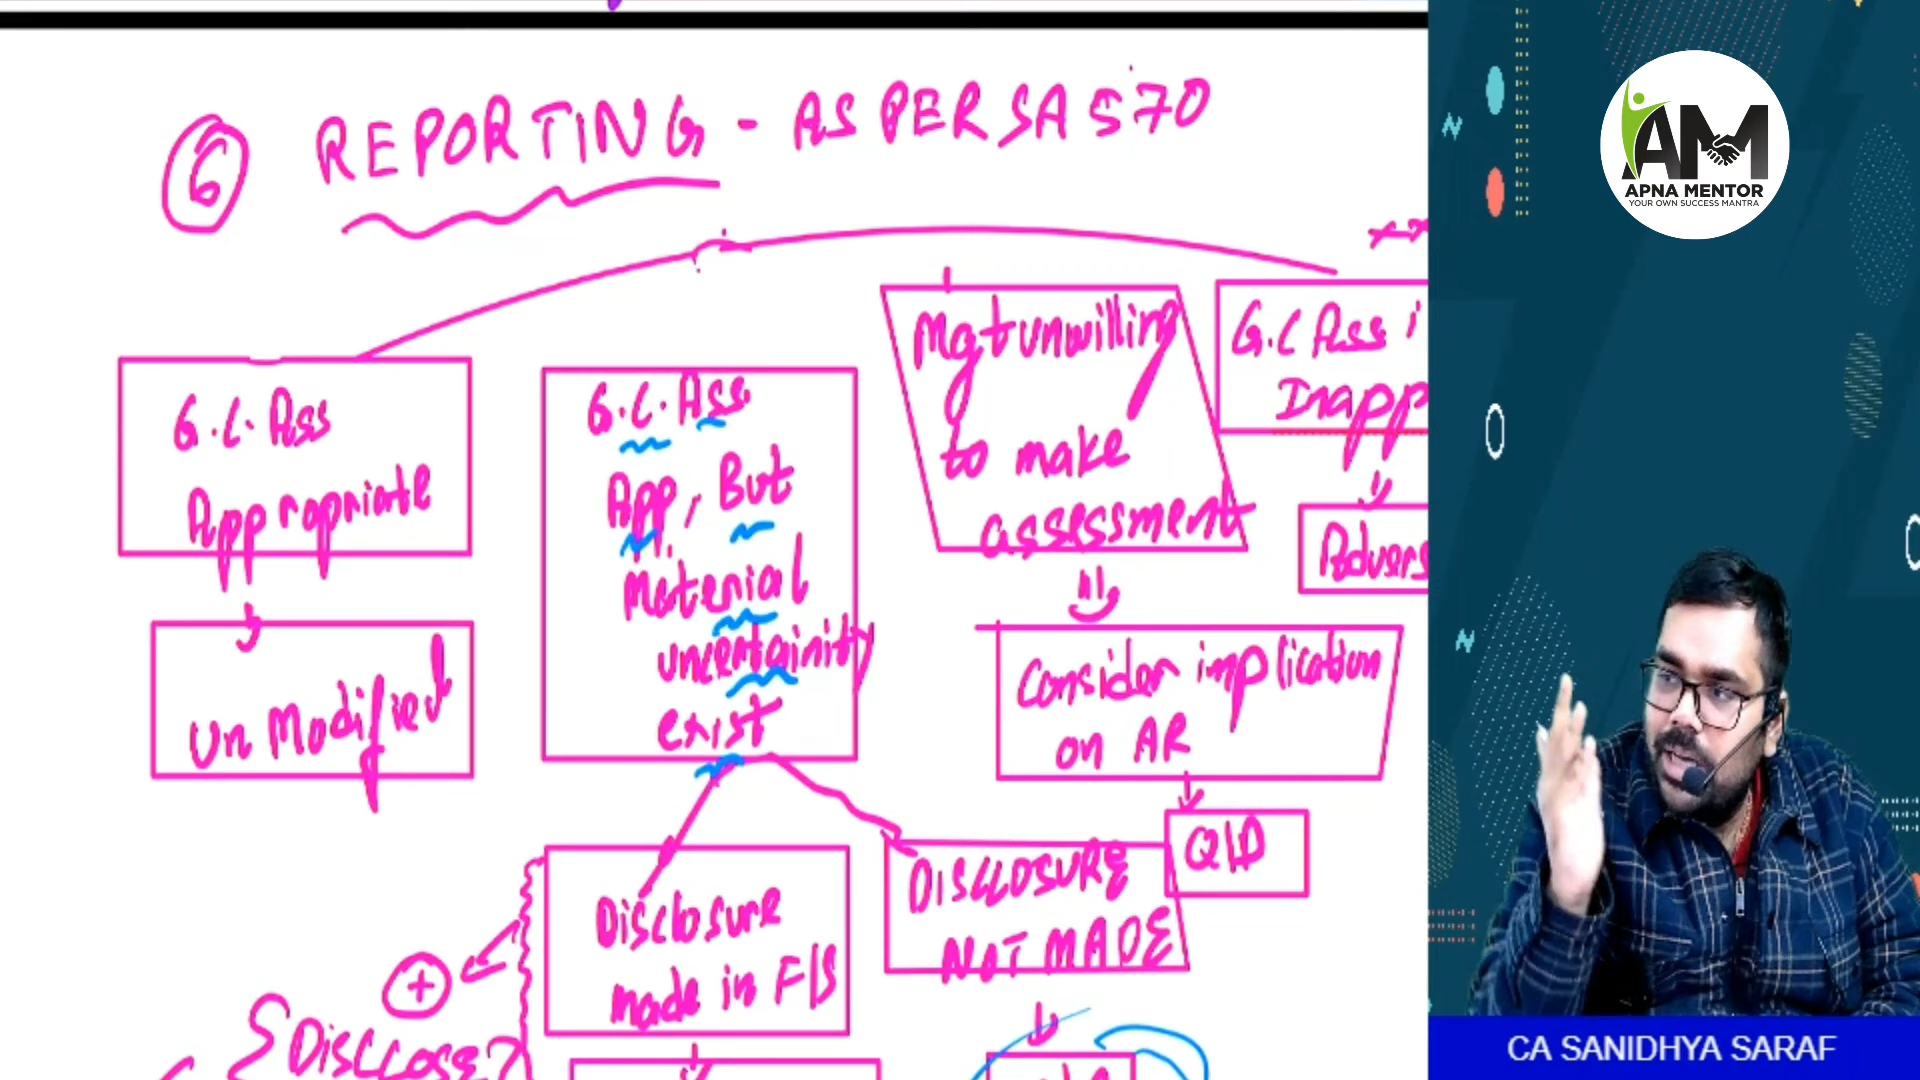 6 REPORTING - AS PER SA 570
G.C. Ass
Appropriate
Un Modified
G.C. Ass
App, But
Material
uncertainity
exist
Disclosure
made in F/S
+
DISCLOSE
DISCLOSURE
NOT MADE
Mgt unwilling
to make
assessment
Consider implication
on AR
Q/D
G.C Ass i
Inapp
Advers
AM
APNA MENTOR
YOUR OWN SUCCESS MANTRA
CA SANIDHYA SARAF